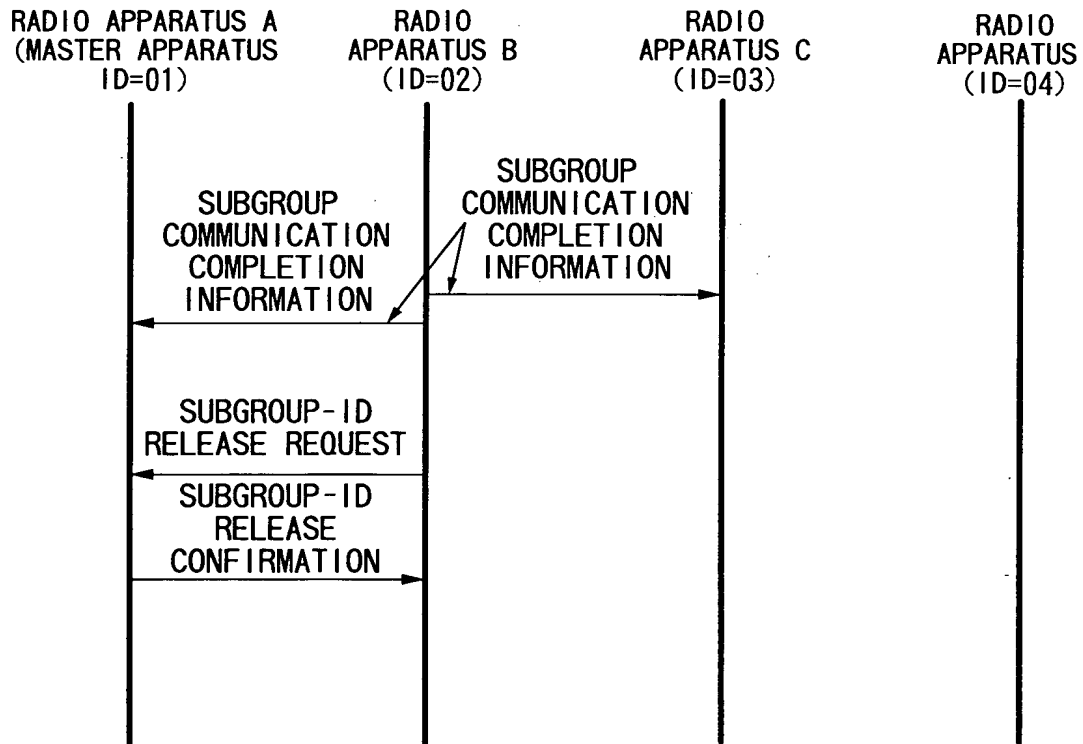 RADIO APPARATUS A
(MASTER APPARATUS
ID=01)
RADIO
APPARATUS B
(ID=02)
RADIO
APPARATUS C
(ID=03)
RADIO
APPARATUS
(ID=04)
SUBGROUP
COMMUNICATION
COMPLETION
INFORMATION
SUBGROUP
COMMUNICATION
COMPLETION
INFORMATION
SUBGROUP-ID
RELEASE REQUEST
SUBGROUP-ID
RELEASE
CONFIRMATION